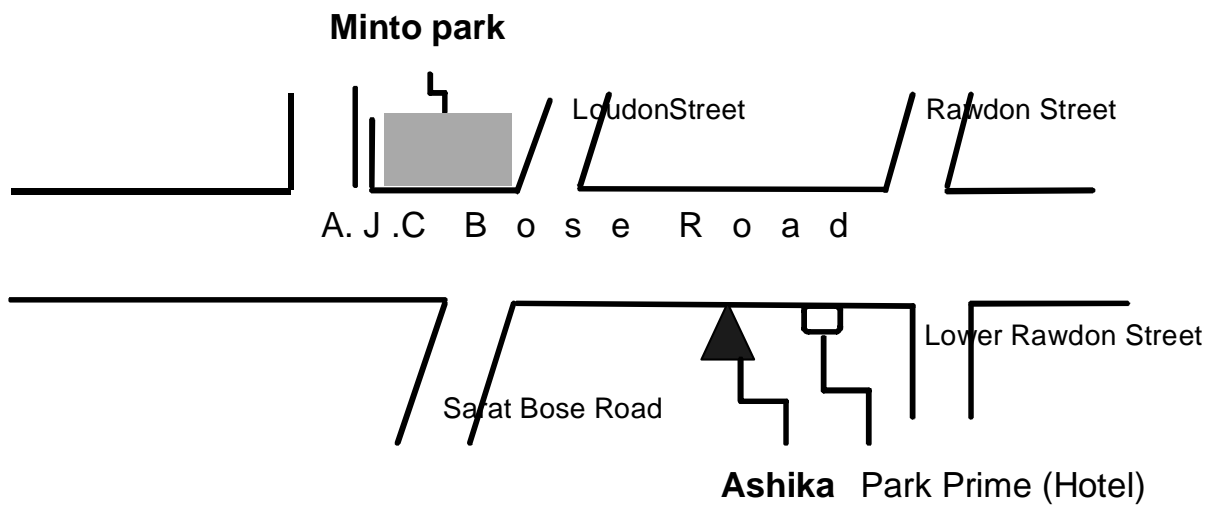 Minto park
LoudonStreet
Rawdon Street
A. J .C B o s e R o a d
Lower Rawdon Street
Sarat Bose Road
Ashika Park Prime (Hotel)